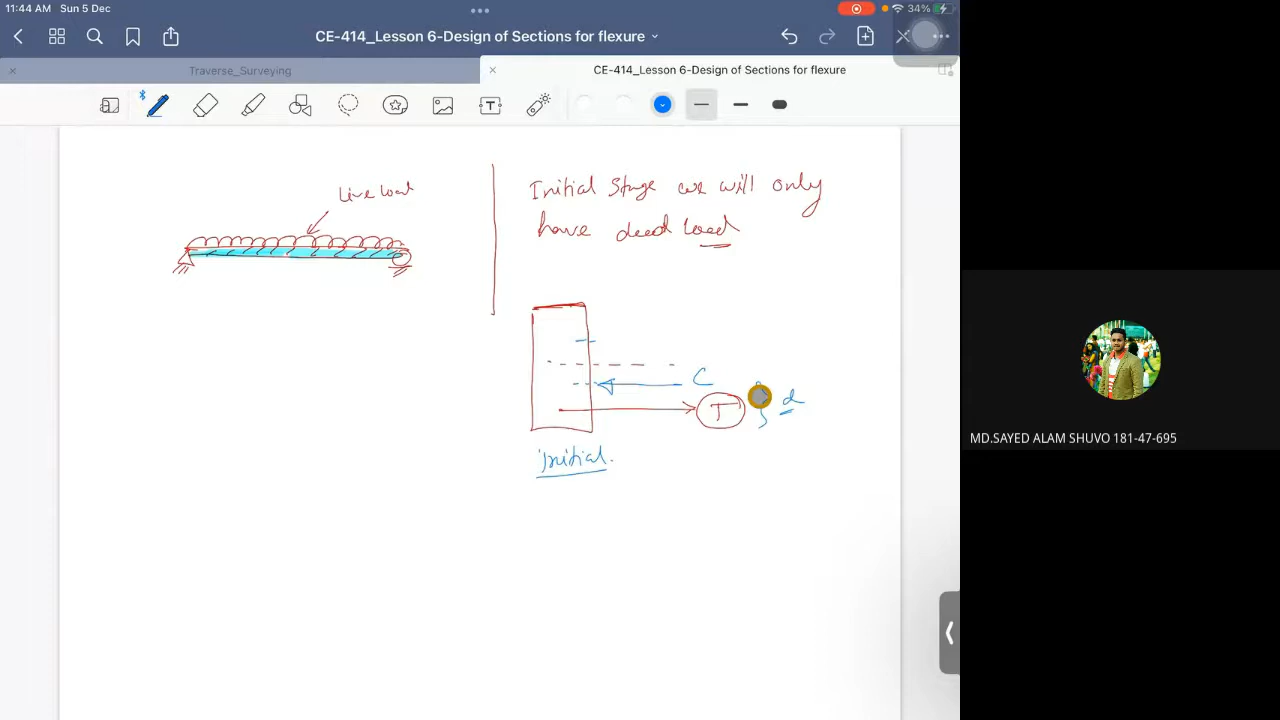 11:44 AM Sun 5 Dec
34%
CE-414_Lesson 6-Design of Sections for flexure
Traverse_Surveying
CE-414_Lesson 6-Design of Sections for flexure
T
Live load
Initial Stage we will only
have dead load
C
T
d
Initial.
MD.SAYED ALAM SHUVO 181-47-695